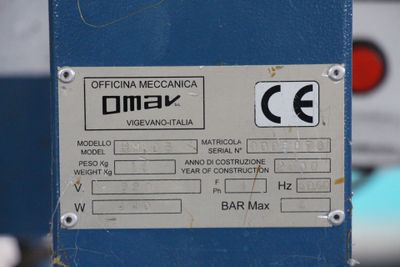 OFFICINA MECCANICA
omav
VIGEVANO-ITALIA
CE
MODELLO
MODEL
MATRICOLA
SERIAL N°
PESO Kg
WEIGHT Kg
ANNO DI COSTRUZIONE
YEAR OF CONSTRUCTION
V. 220 F
Ph Hz
W BAR Max